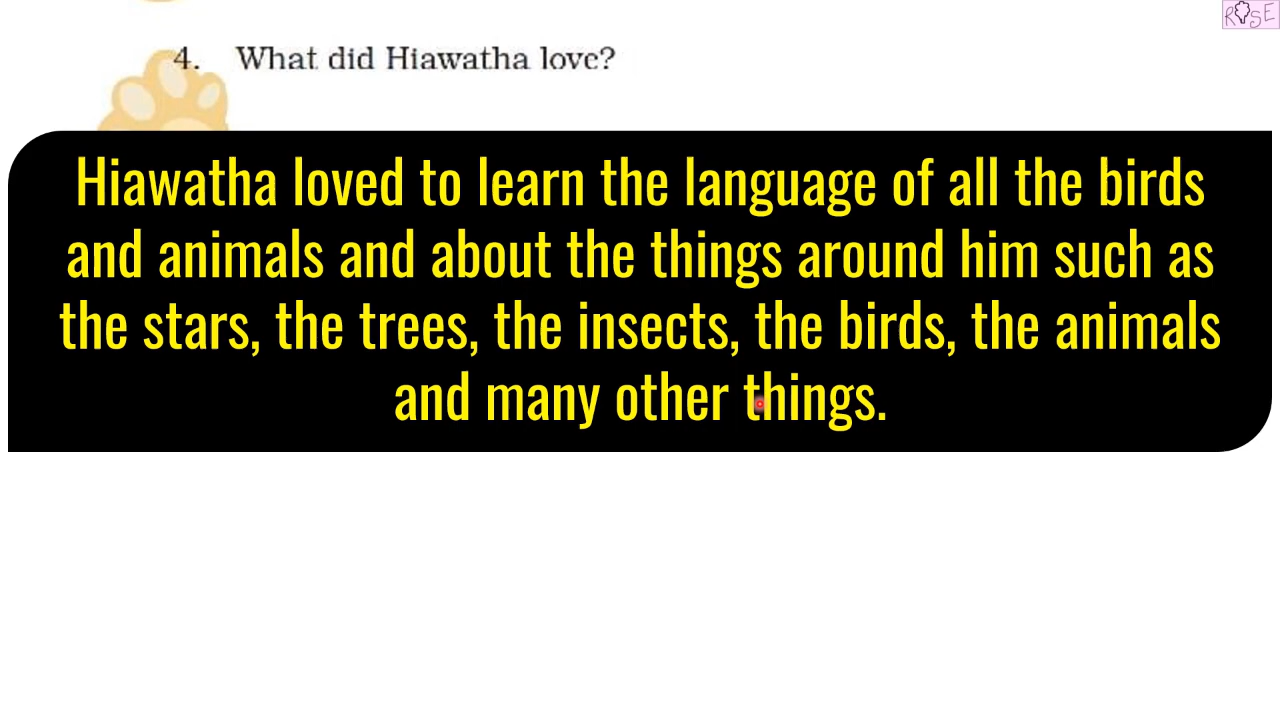 ROSE
4. What did Hiawatha love?
Hiawatha loved to learn the language of all the birds
and animals and about the things around him such as
the stars, the trees, the insects, the birds, the animals
and many other things.